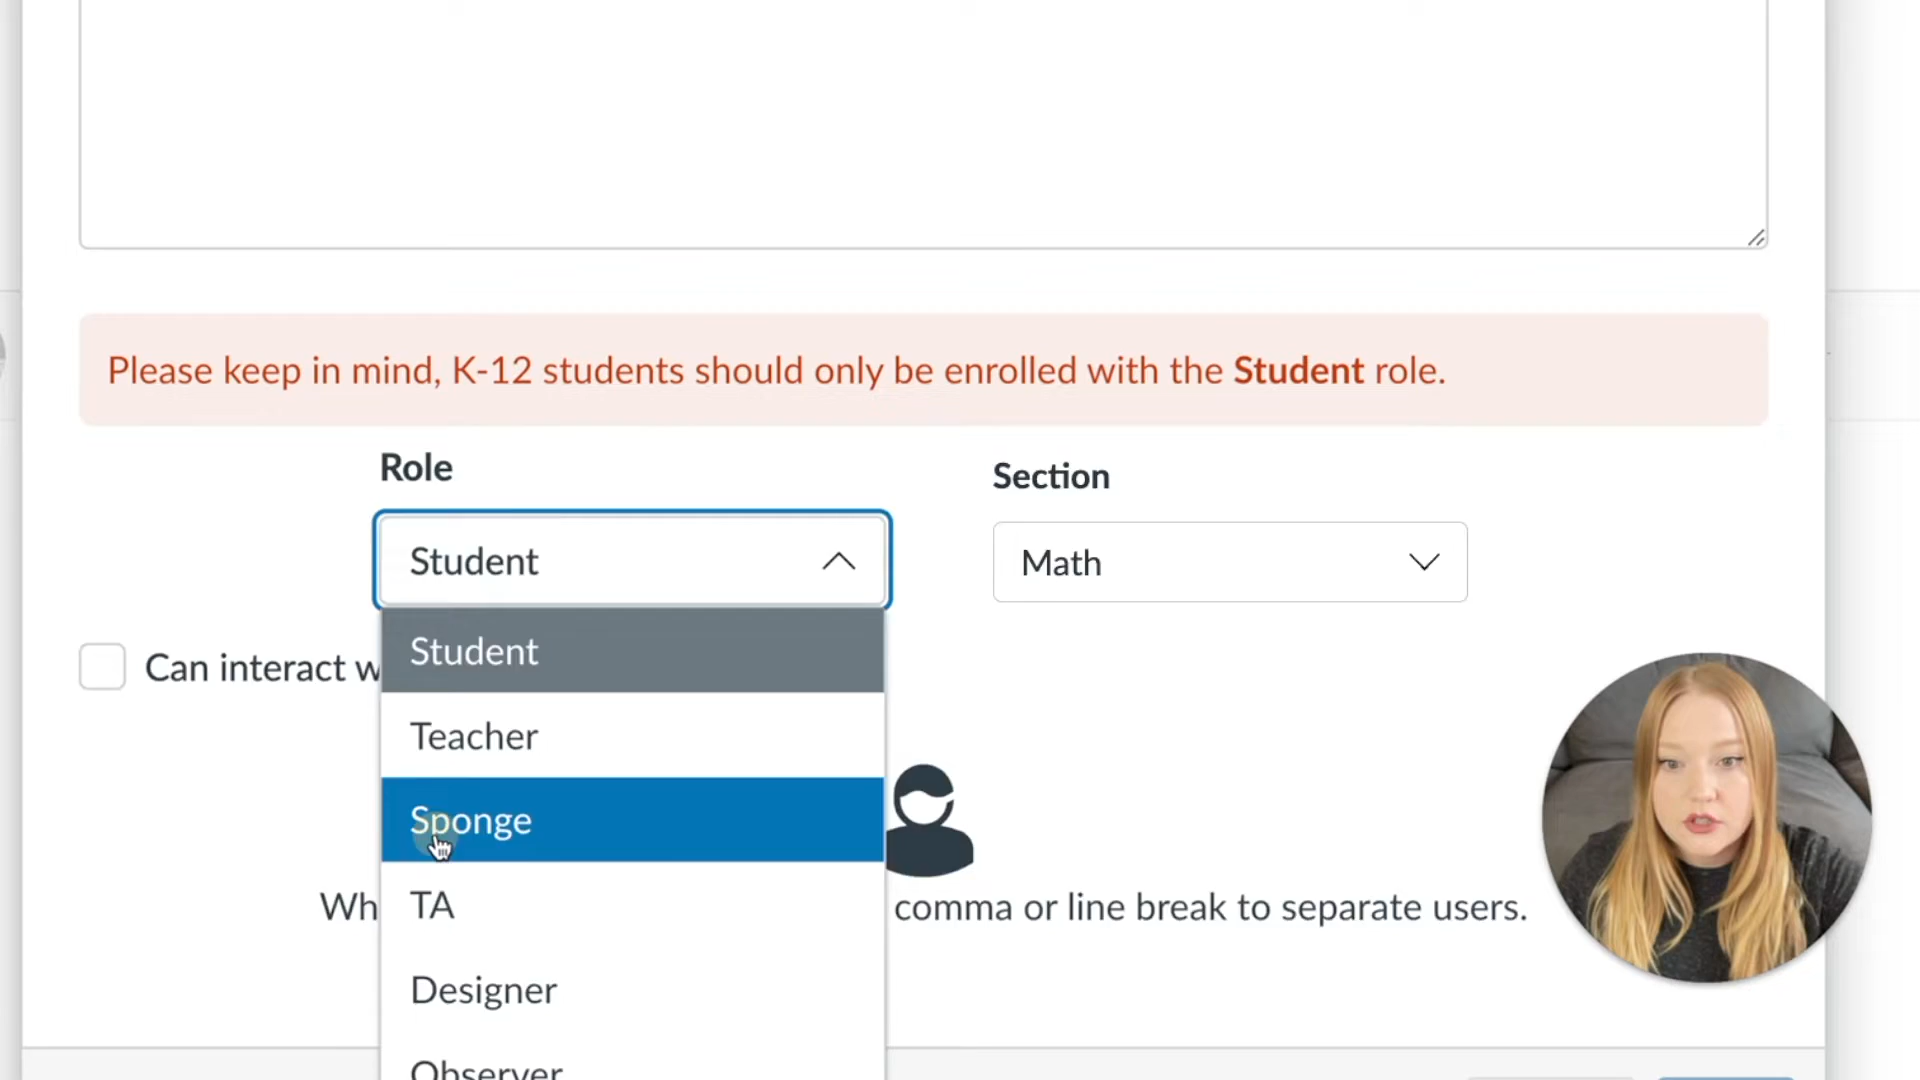 Please keep in mind, K-12 students should only be enrolled with the Student role.
Role
Section
Student
Math
Student
Can interact w
Teacher
Sponge
TA
Wh
comma or line break to separate users.
Designer
Observer